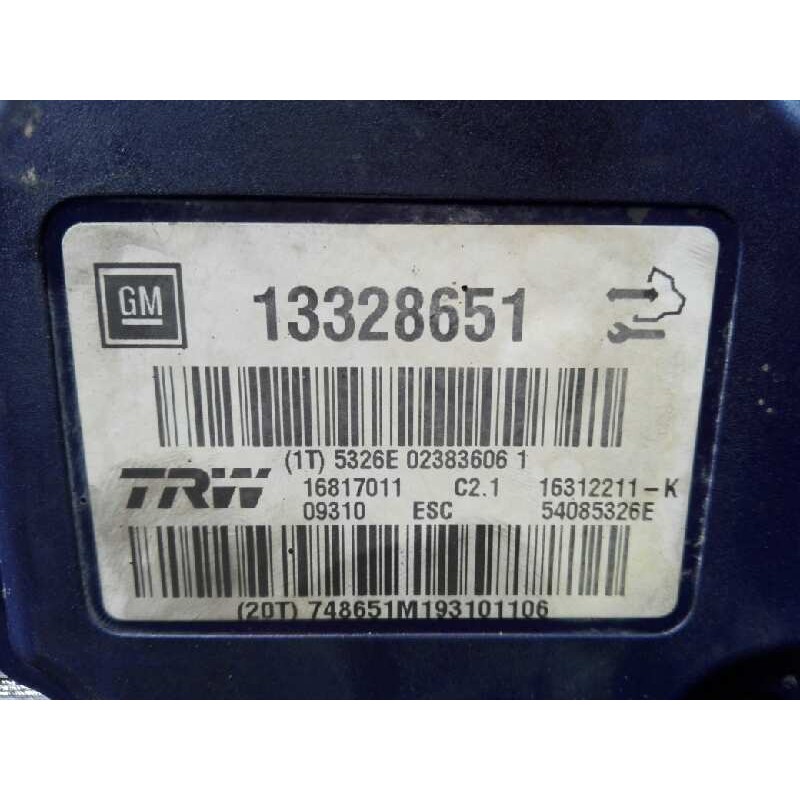 GM 13328651
(1T) 5326E 02383606 1
TRW 16817011 C2.1 16312211-K
09310 ESC 54085326E
(20T) 748651M193101106